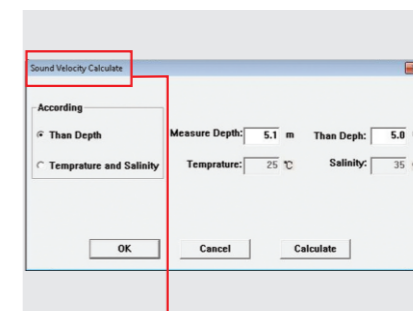 Sound Velocity Calculate
According
Than Depth Measure Depth: 5.1 m Than Deph: 5.0
Temprature and Salinity Temprature: 25 ℃ Salinity: 35
OK Cancel Calculate